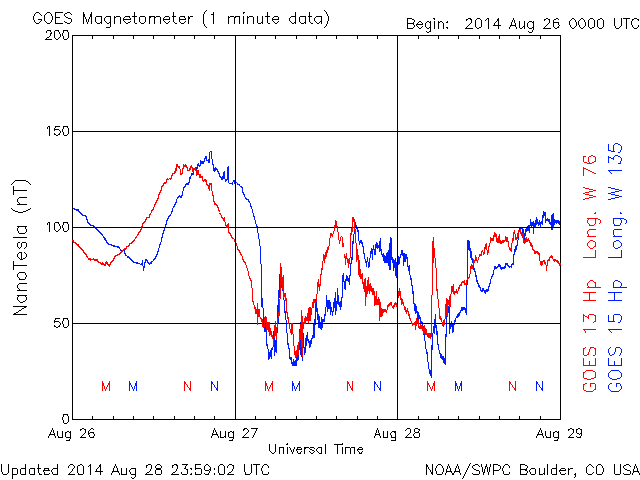 GOES Magnetometer (1 minute data)
Begin: 2014 Aug 26 0000 UTC
200
150
100
50
0
NanoTesla (nT)
GOES 13 Hp Long. W 76
GOES 15 Hp Long. W 135
M M N N M M N N M M N N
Aug 26 Aug 27 Aug 28 Aug 29
Universal Time
Updated 2014 Aug 28 23:59:02 UTC
NOAA/SWPC Boulder, CO USA